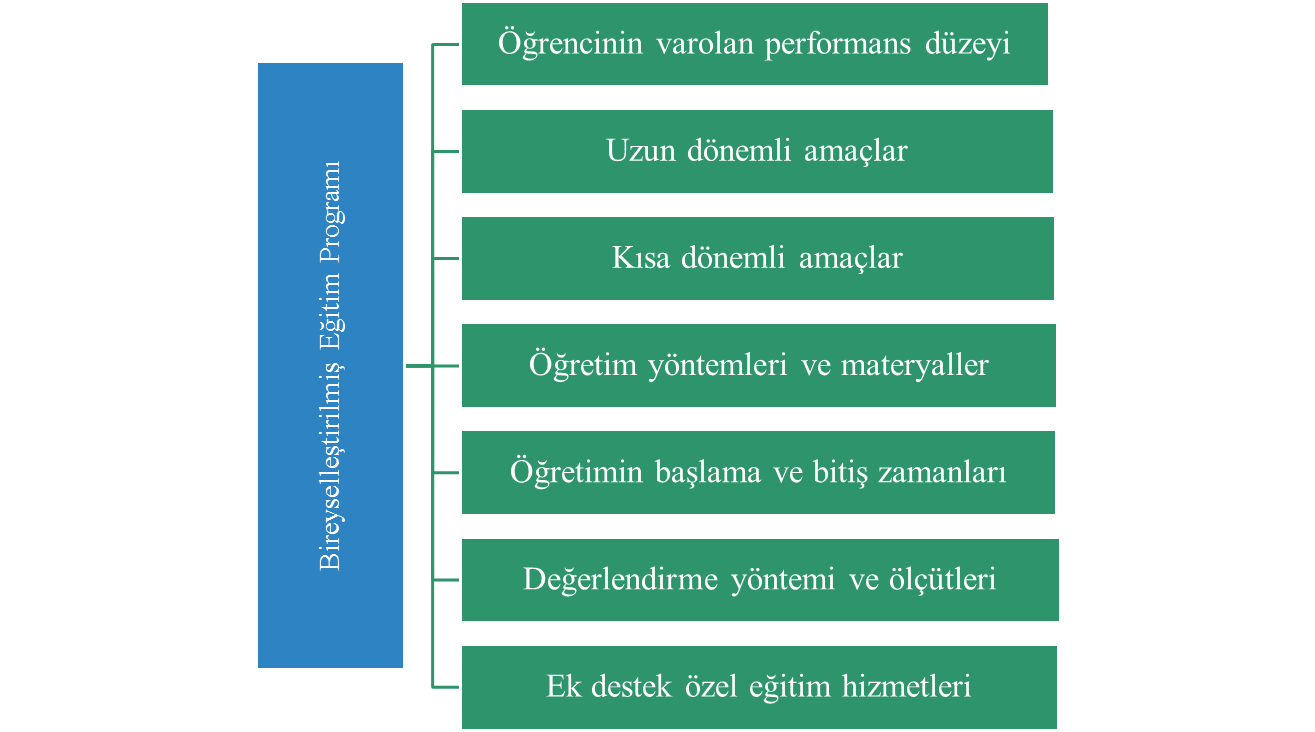 Bireyselleştirilmiş Eğitim Programı
Öğrencinin varolan performans düzeyi
Uzun dönemli amaçlar
Kısa dönemli amaçlar
Öğretim yöntemleri ve materyaller
Öğretimin başlama ve bitiş zamanları
Değerlendirme yöntemi ve ölçütleri
Ek destek özel eğitim hizmetleri